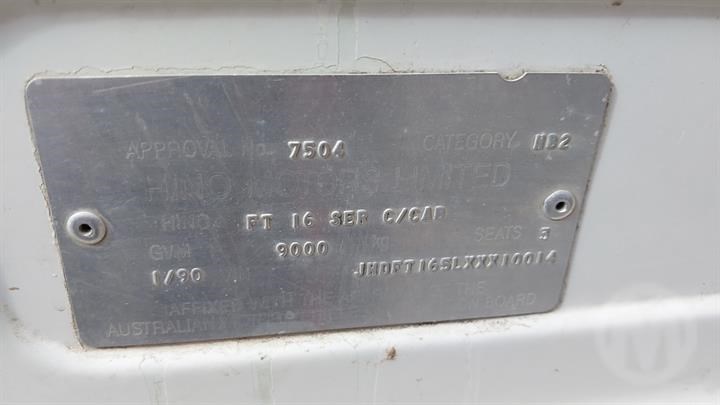 APPROVAL No. 7504 CATEGORY NB2
HINO MOTORS LIMITED
HINO FT 16 SER C/CAB
GVM 9000 kg SEATS 3
1/90 JHDFT16SLXXX10014
AFFIXED WITH THE THE
AUSTRALIAN BOARD